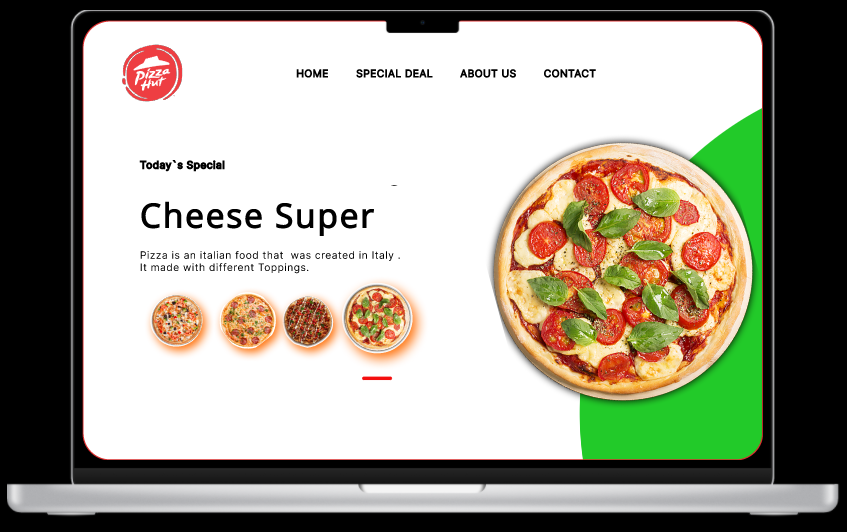 Pizza
Hut
HOME SPECIAL DEAL ABOUT US CONTACT
Today`s Special
Cheese Super
Pizza is an italian food that  was created in Italy .
It made with different Toppings.